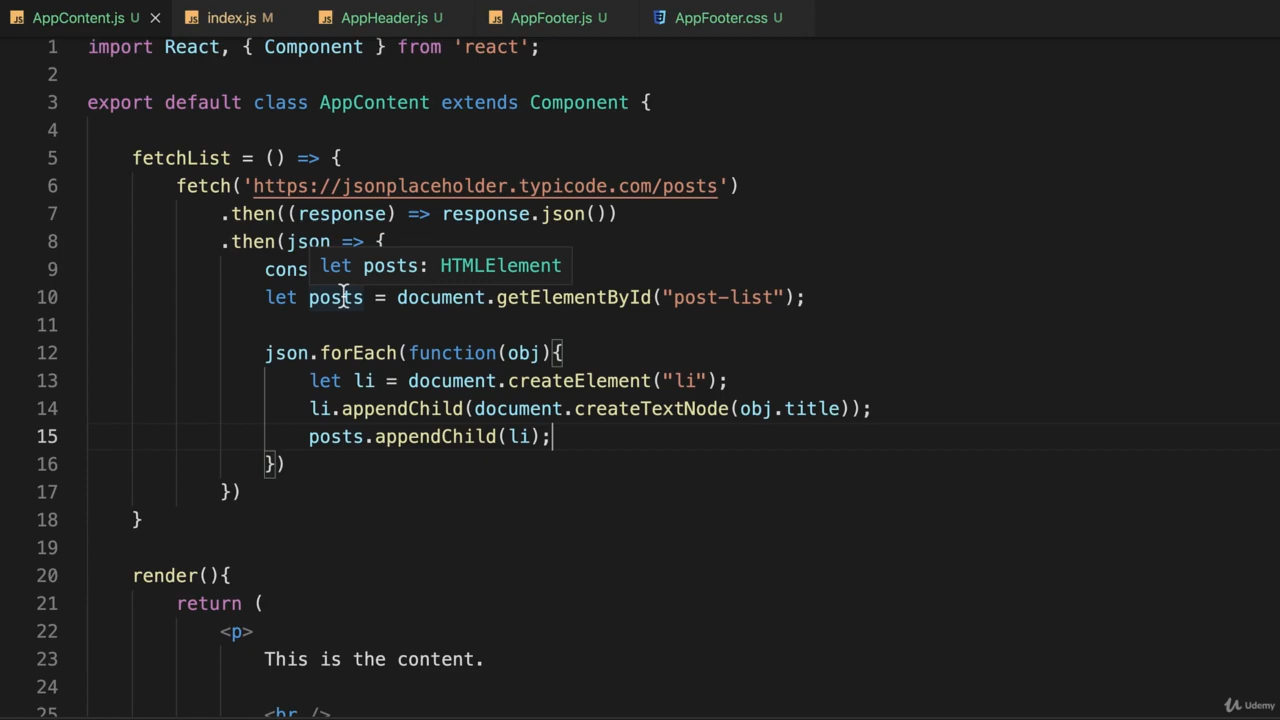 AppContent.js U
index.js M
AppHeader.js U
AppFooter.js U
AppFooter.css U
1 import React, { Component } from 'react';
2
3 export default class AppContent extends Component {
4
5 fetchList = () => {
6 fetch('https://jsonplaceholder.typicode.com/posts')
7 .then((response) => response.json())
8 .then(json => {
let posts: HTMLElement
9 cons
10 let posts = document.getElementById("post-list");
11
12 json.forEach(function(obj){
13 let li = document.createElement("li");
14 li.appendChild(document.createTextNode(obj.title));
15 posts.appendChild(li);
16 })
17 })
18 }
19
20 render(){
21 return (
22 <p>
23 This is the content.
24
25 <br />
Udemy